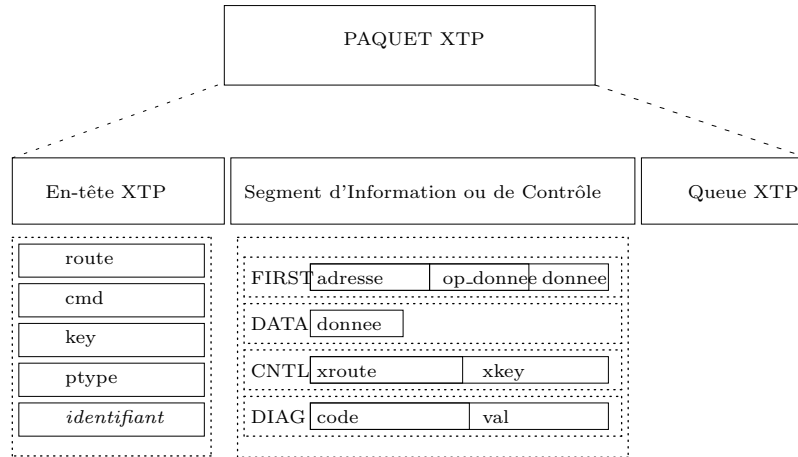 PAQUET XTP
En-tête XTP Segment d'Information ou de Contrôle Queue XTP
route
cmd
key
ptype
identifiant
FIRST adresse op_donnee donnee
DATA donnee
CNTL xroute xkey
DIAG code val